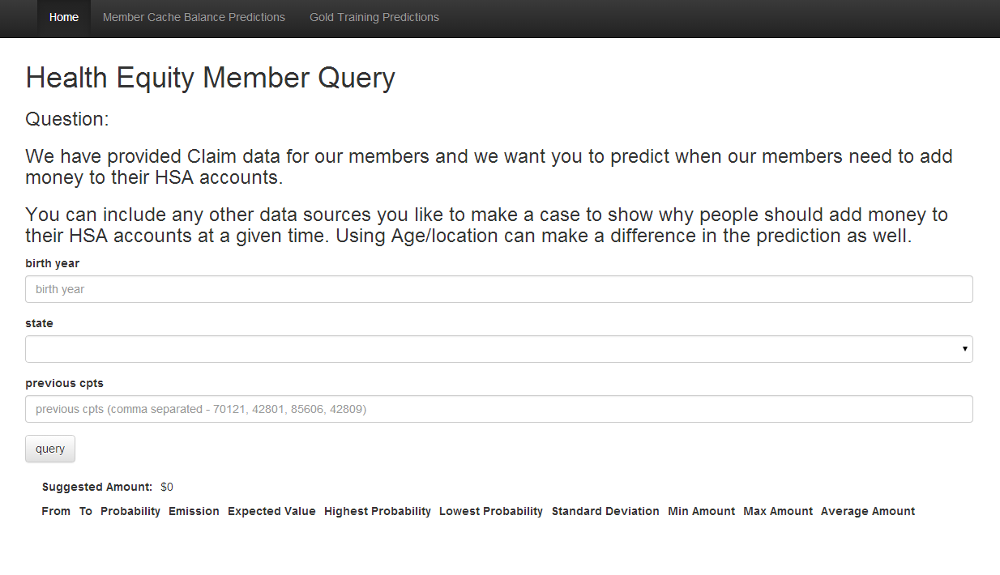 Home Member Cache Balance Predictions Gold Training Predictions
Health Equity Member Query
Question:
We have provided Claim data for our members and we want you to predict when our members need to add
money to their HSA accounts.
You can include any other data sources you like to make a case to show why people should add money to
their HSA accounts at a given time. Using Age/location can make a difference in the prediction as well.
birth year
birth year
state
previous cpts
previous cpts (comma separated - 70121, 42801, 85606, 42809)
query
Suggested Amount: $0
From To Probability Emission Expected Value Highest Probability Lowest Probability Standard Deviation Min Amount Max Amount Average Amount